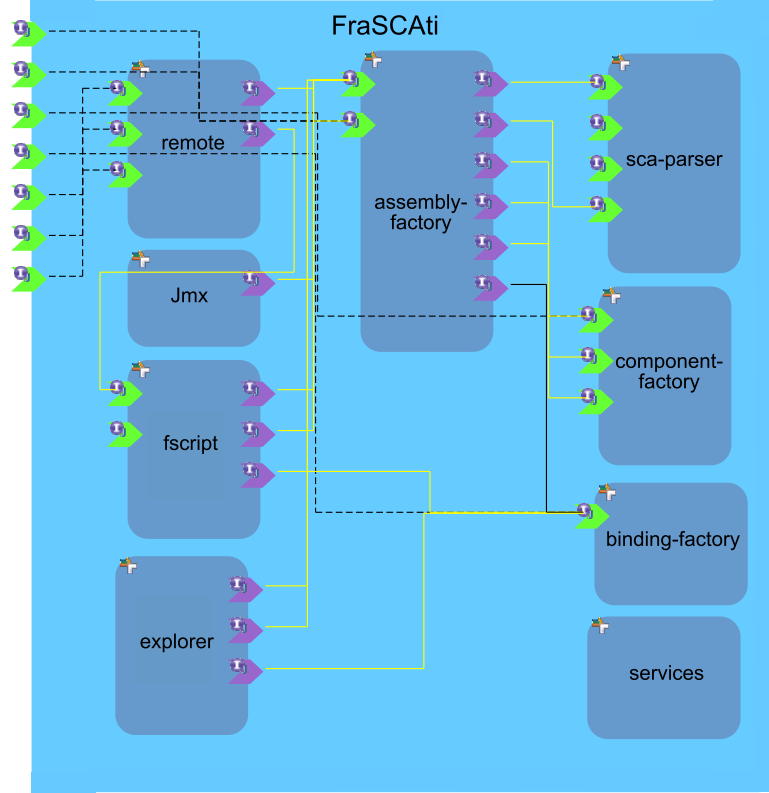 FraSCAti
remote
assembly-
factory
sca-parser
Jmx
component-
factory
fscript
binding-factory
explorer
services